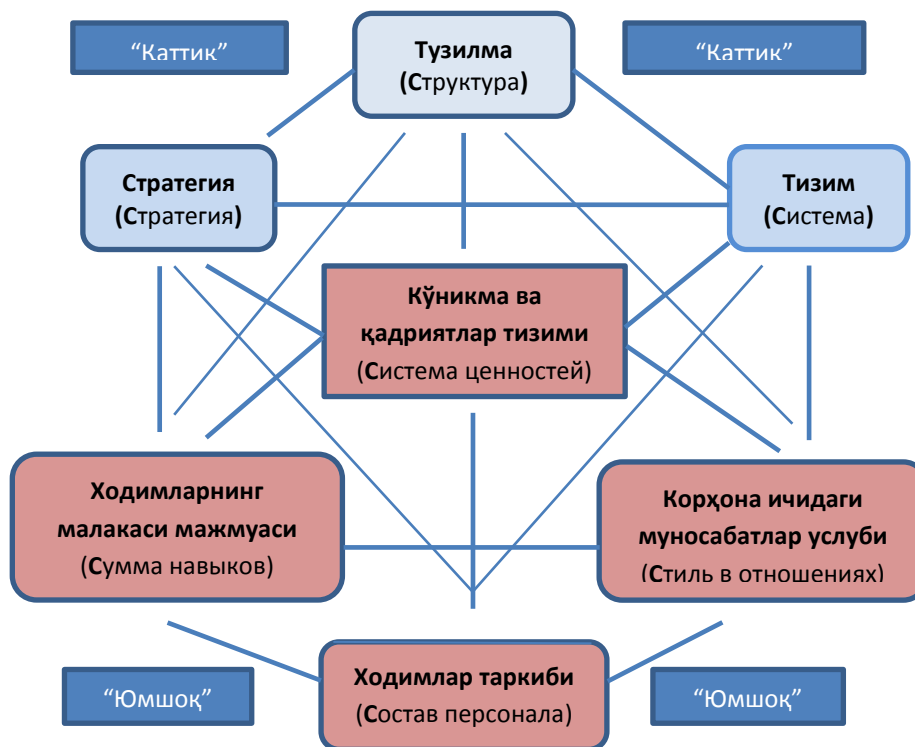 “Каттик”
Тузилма
(Структура)
“Каттик”
Стратегия
(Стратегия)
Тизим
(Система)
Кўникма ва
қадриятлар тизими
(Система ценностей)
Ходимларнинг
малакаси мажмуаси
(Сумма навыков)
Корҳона ичидаги
муносабатлар услуби
(Стиль в отношениях)
“Юмшоқ”
Ходимлар таркиби
(Состав персонала)
“Юмшоқ”